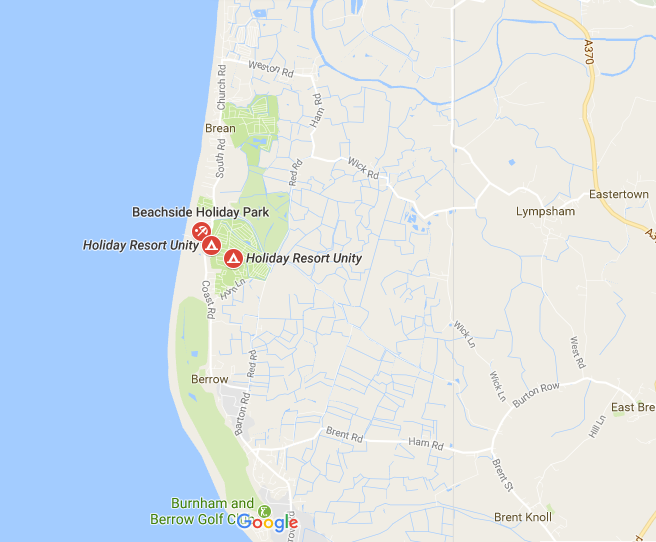 A370
Weston Rd
Church Rd
Ham Rd
Brean
South Rd
Red Rd
Wick Rd
Eastertown
Lympsham
Beachside Holiday Park
Holiday Resort Unity
Holiday Resort Unity
Coast Rd
Wick Ln
West Rd
Red Rd
Berrow
Wick Ln
Burton Row
Barton Rd
East Bre
Hill Ln
Brent Rd
Ham Rd
Brent St
Burnham and
Berrow Golf
Google
Brent Knoll